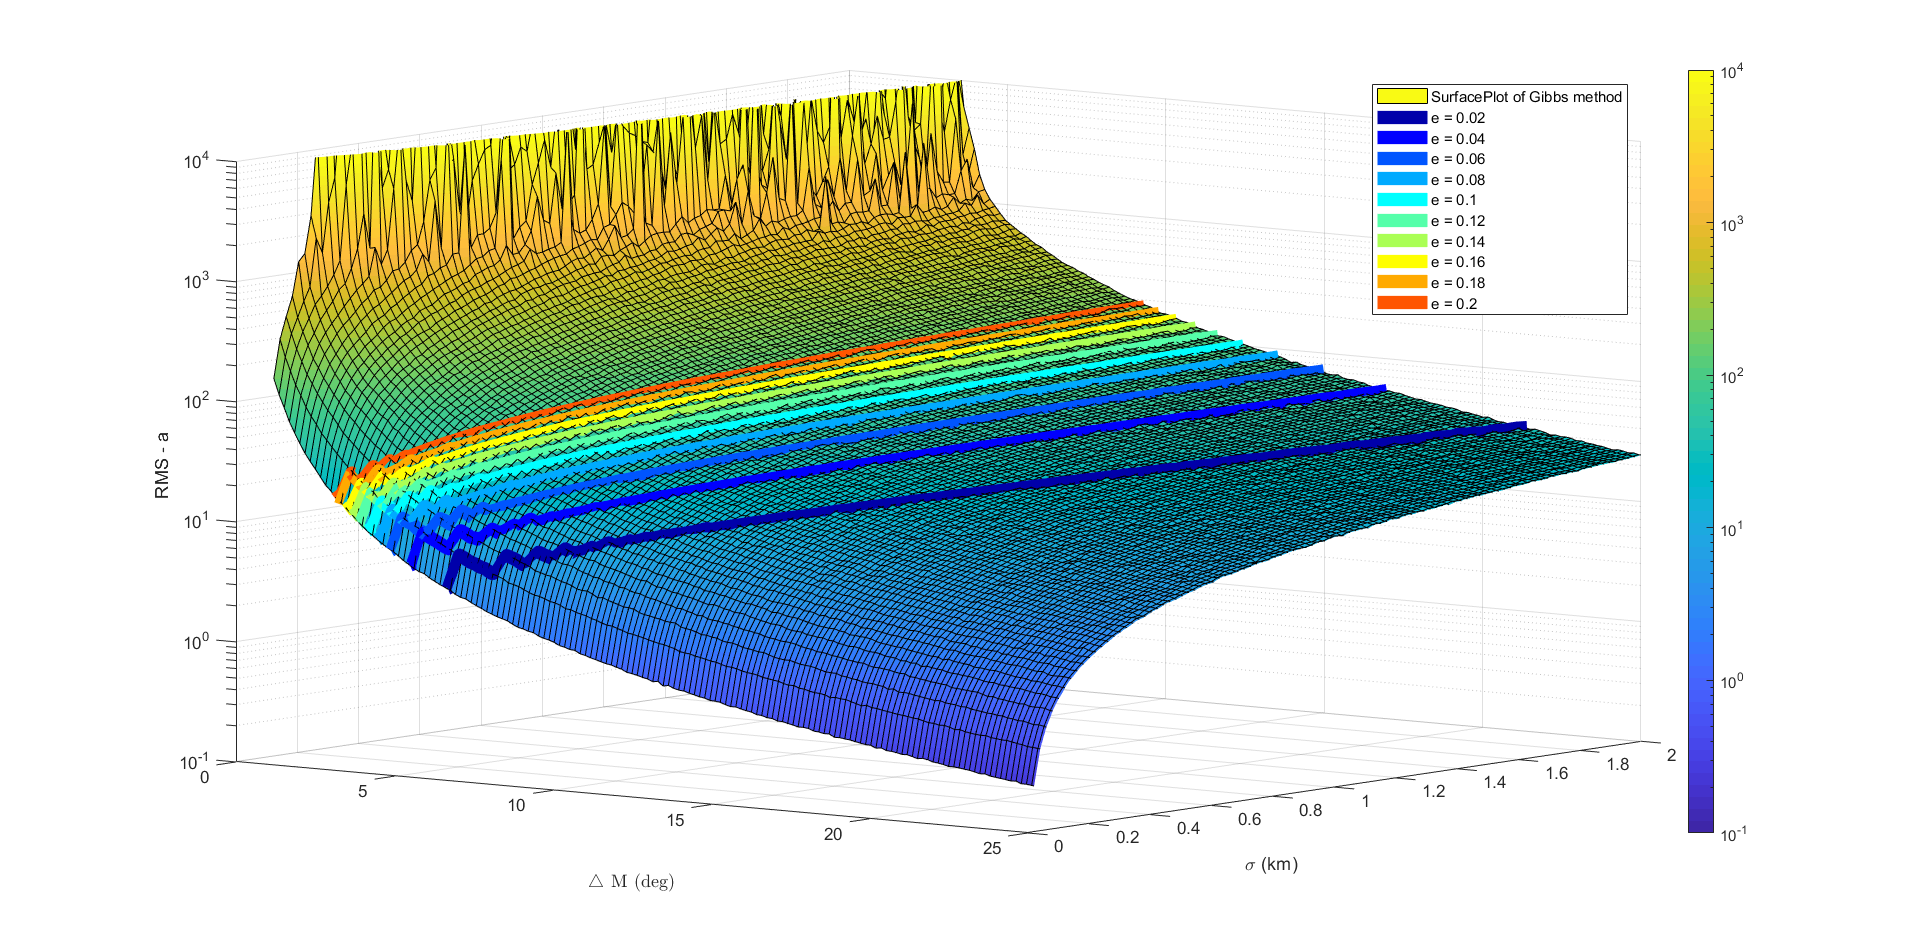 SurfacePlot of Gibbs method
e = 0.02
e = 0.04
e = 0.06
e = 0.08
e = 0.1
e = 0.12
e = 0.14
e = 0.16
e = 0.18
e = 0.2
RMS - a
10^4
10^3
10^2
10^1
10^0
10^-1
0
5
10
15
20
25
△ M (deg)
0
0.2
0.4
0.6
0.8
1
1.2
1.4
1.6
1.8
2
σ (km)
10^4
10^3
10^2
10^1
10^0
10^-1